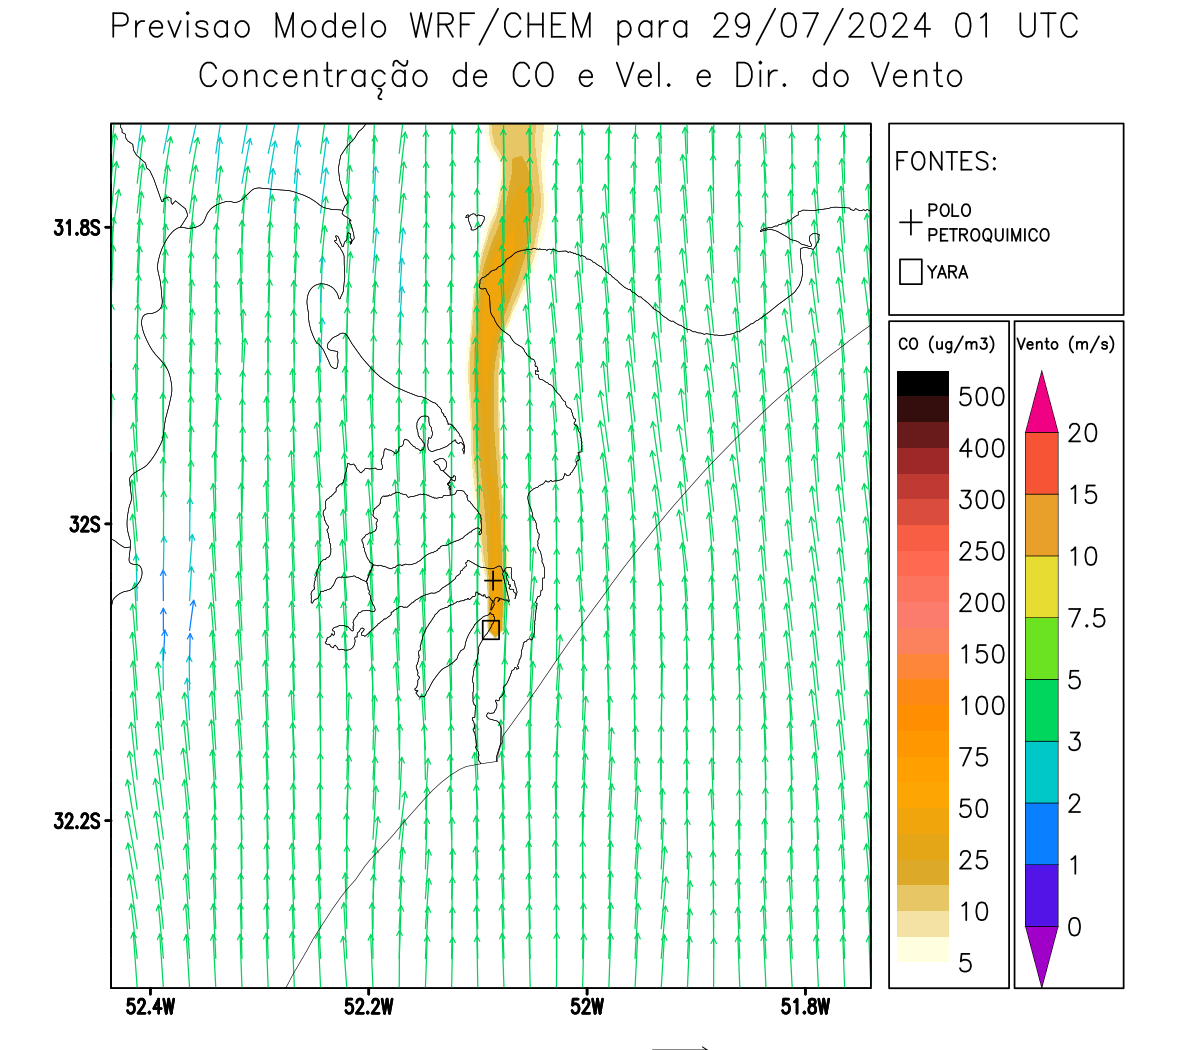 Previsao Modelo WRF/CHEM para 29/07/2024 01 UTC
Concentração de CO e Vel. e Dir. do Vento
FONTES:
POLO
PETROQUIMICO
YARA
CO (ug/m3)
500
400
300
250
200
150
100
75
50
25
10
5
Vento (m/s)
20
15
10
7.5
5
3
2
1
0
31.8S
32S
32.2S
52.4W
52.2W
52W
51.8W